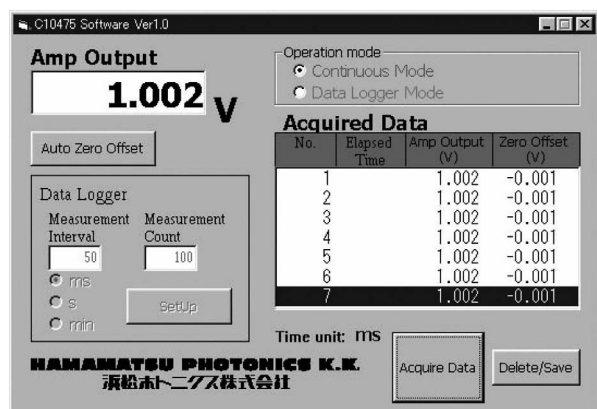 C10475 Software Ver1.0
Amp Output
1.002 V
Auto Zero Offset
Operation mode
Continuous Mode
Data Logger Mode
Acquired Data
No. Elapsed Time Amp Output (V) Zero Offset (V)
1 1.002 -0.001
2 1.002 -0.001
3 1.002 -0.001
4 1.002 -0.001
5 1.002 -0.001
6 1.002 -0.001
7 1.002 -0.001
Data Logger
Measurement Interval
Measurement Count
50
100
ms
s
min
SetUp
Time unit: ms
Acquire Data
Delete/Save
HAMAMATSU PHOTONICS K.K.
浜松ホトニクス株式会社